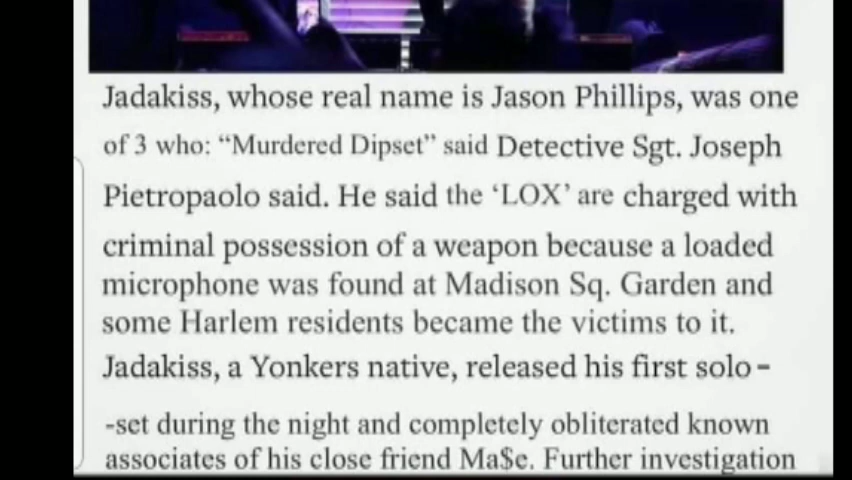 Jadakiss, whose real name is Jason Phillips, was one
of 3 who: “Murdered Dipset” said Detective Sgt. Joseph
Pietropaolo said. He said the ‘LOX’ are charged with
criminal possession of a weapon because a loaded
microphone was found at Madison Sq. Garden and
some Harlem residents became the victims to it.
Jadakiss, a Yonkers native, released his first solo-
-set during the night and completely obliterated known
associates of his close friend Ma$e. Further investigation